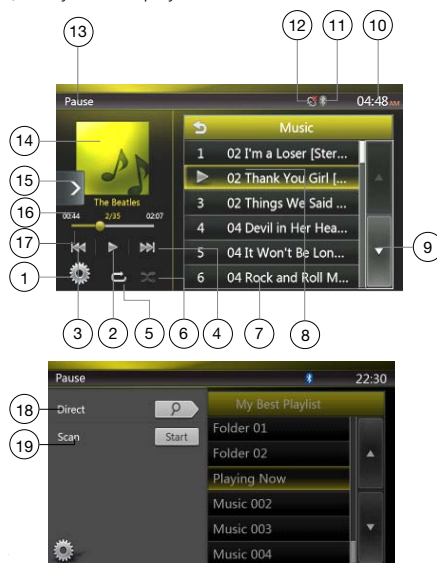 12 11 10
13
Pause 04:48 AM
14
Music
1 02 I'm a Loser [Ster...
02 Thank You Girl [...
3 02 Things We Said ...
4 04 Devil in Her Hea...
5 04 It Won't Be Lon...
6 04 Rock and Roll M...
15
The Beatles
16
00:44 2/35 02:07
17
9
1
3 2 5 6 4 7 8
Pause 22:30
18
Direct
19
Scan Start
My Best Playlist
Folder 01
Folder 02
Playing Now
Music 002
Music 003
Music 004